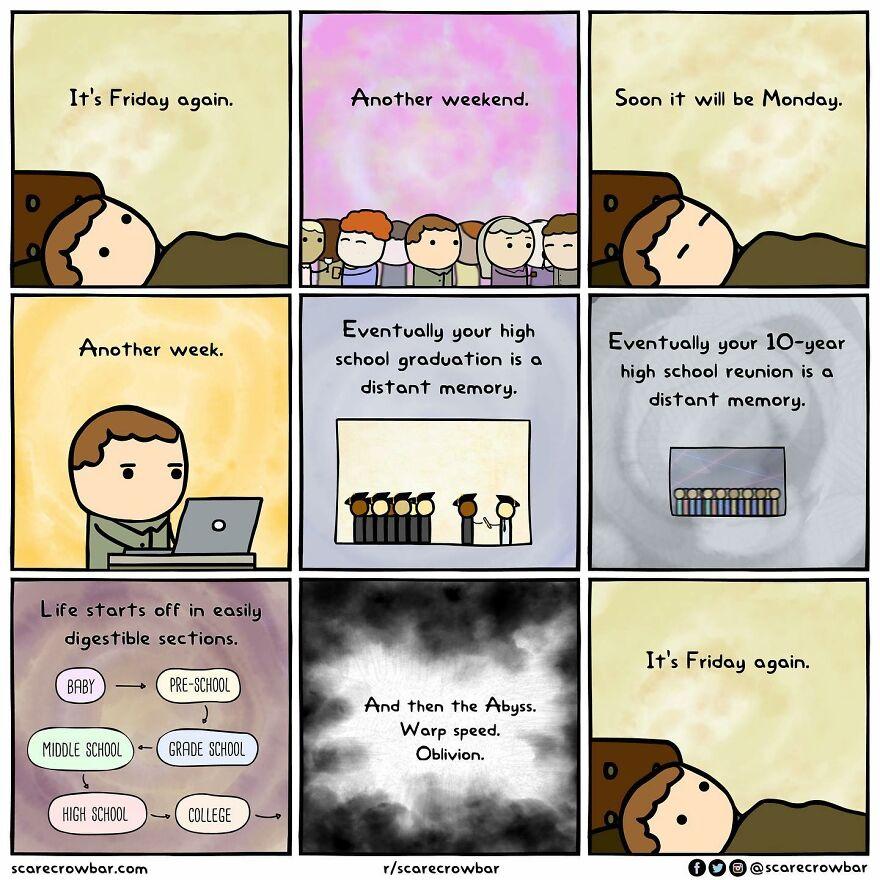 It's Friday again.
Another weekend.
Soon it will be Monday.
Another week.
Eventually your high
school graduation is a
distant memory.
Eventually your 10-year
high school reunion is a
distant memory.
Life starts off in easily
digestible sections.
BABY
PRE-SCHOOL
MIDDLE SCHOOL
GRADE SCHOOL
HIGH SCHOOL
COLLEGE
And then the Abyss.
Warp speed.
Oblivion.
It's Friday again.
scarecrowbar.com
r/scarecrowbar
@scarecrowbar